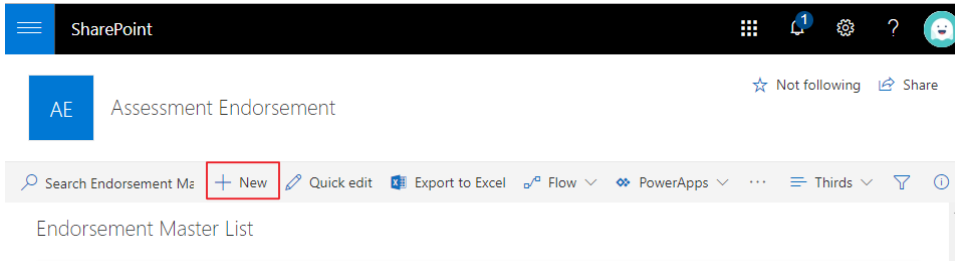 SharePoint 1 ?
Not following Share
AE Assessment Endorsement
Search Endorsement Ma New Quick edit Export to Excel Flow PowerApps ... Thirds
Endorsement Master List